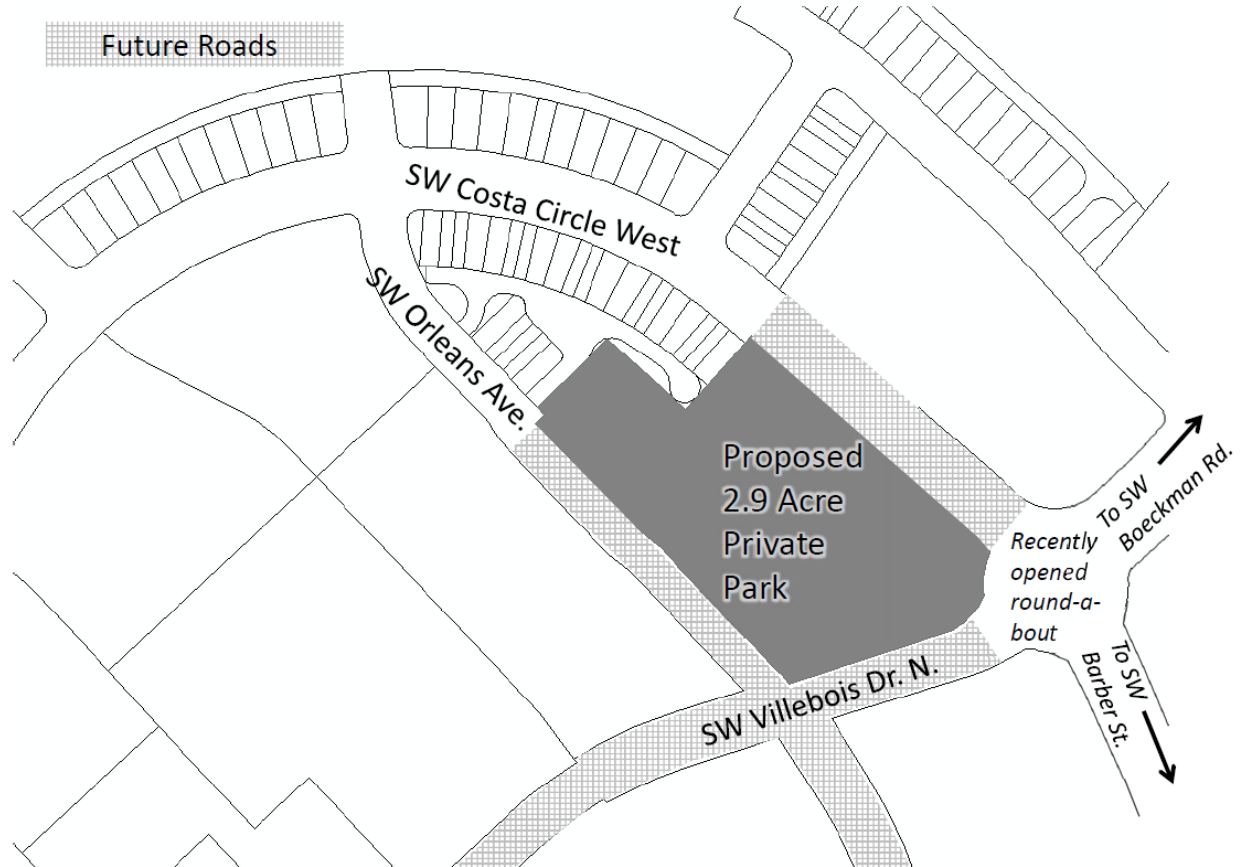 Future Roads
SW Costa Circle West
SW Orleans Ave.
Proposed
2.9 Acre
Private
Park
To SW
Boeckman Rd.
Recently
opened
round-a-
bout
To SW
Barber St.
SW Villebois Dr. N.